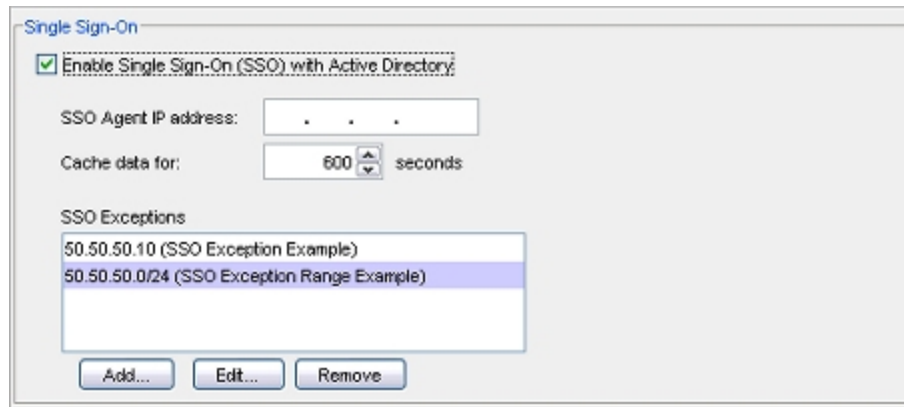 Single Sign-On
Enable Single Sign-On (SSO) with Active Directory
SSO Agent IP address: . . .
Cache data for: 600 seconds
SSO Exceptions
50.50.50.10 (SSO Exception Example)
50.50.50.0/24 (SSO Exception Range Example)
Add... Edit... Remove